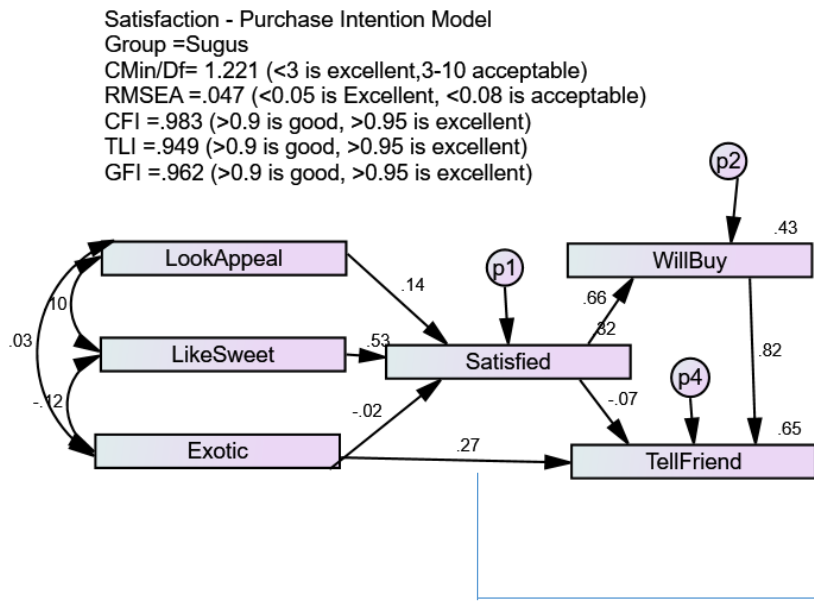 Satisfaction - Purchase Intention Model
Group =Sugus
CMin/Df= 1.221 (<3 is excellent,3-10 acceptable)
RMSEA =.047 (<0.05 is Excellent, <0.08 is acceptable)
CFI =.983 (>0.9 is good, >0.95 is excellent)
TLI =.949 (>0.9 is good, >0.95 is excellent)
GFI =.962 (>0.9 is good, >0.95 is excellent)
p2
.43
LookAppeal
p1
WillBuy
.14
.66
.10
.32
.03
LikeSweet
.53
Satisfied
.82
p4
-.12
-.02
-.07
.65
Exotic
.27
TellFriend